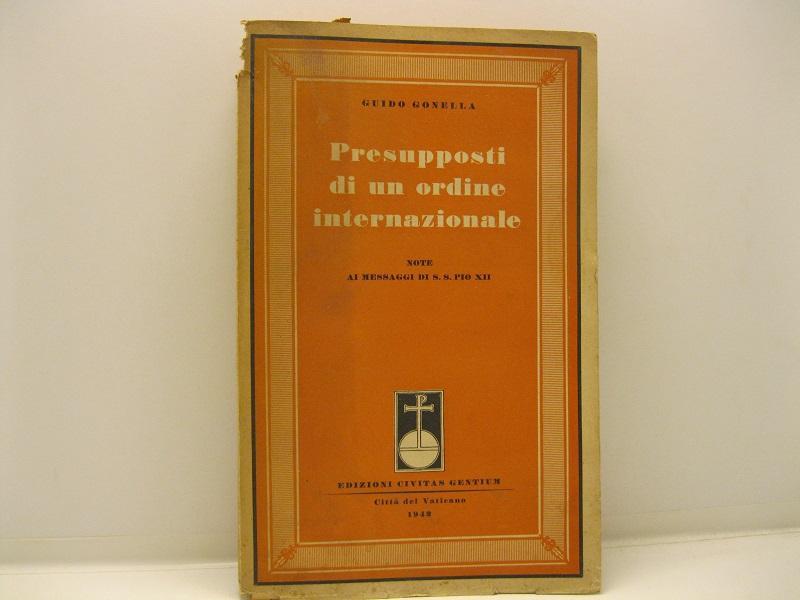 GUIDO GONELLA
Presupposti
di un ordine
internazionale
NOTE
AI MESSAGGI DI S. S. PIO XII
EDIZIONI CIVITAS GENTIUM
Città del Vaticano
1942